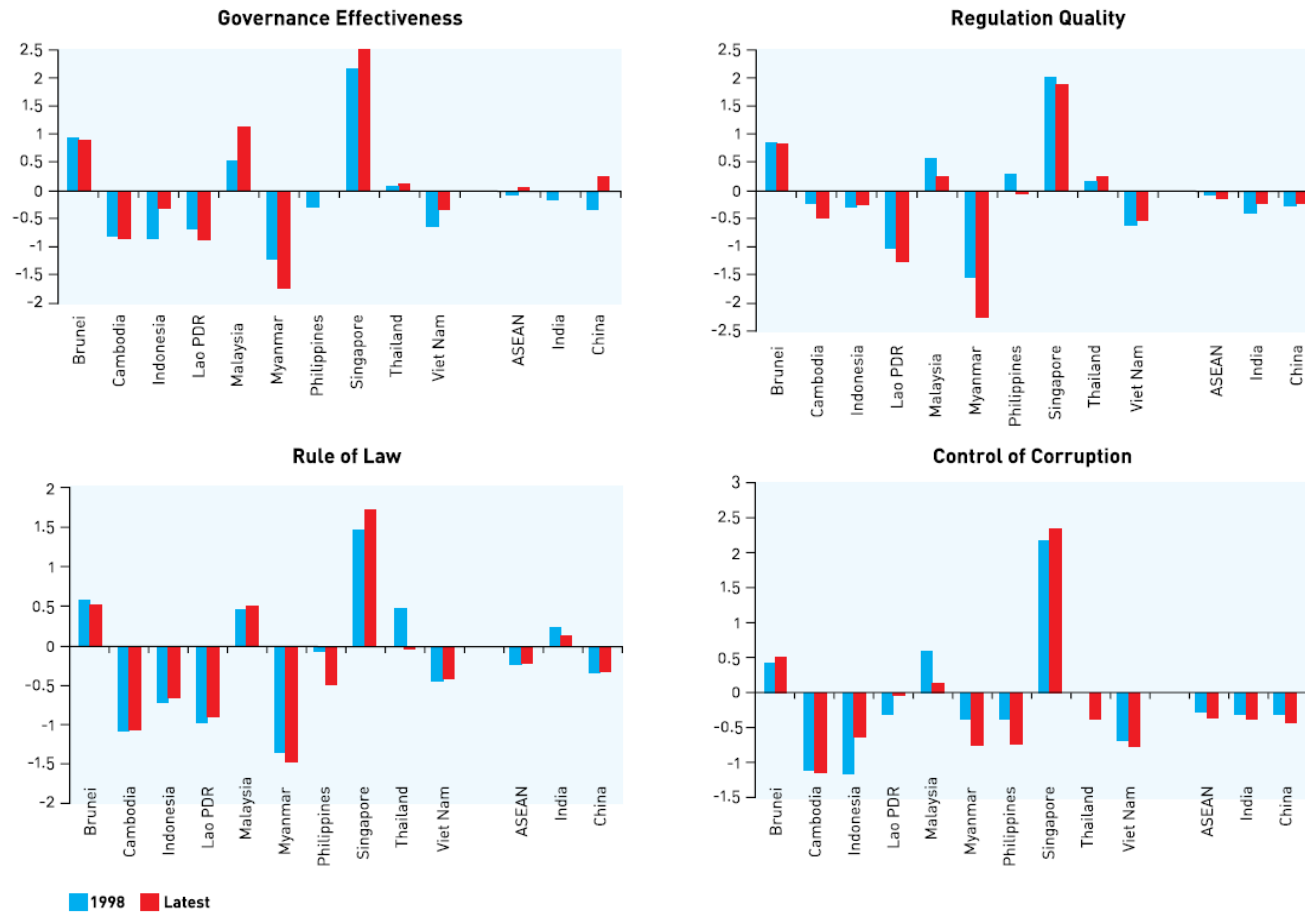 Governance Effectiveness
2.5
2
1.5
1
0.5
0
-0.5
-1
-1.5
-2
Brunei
Cambodia
Indonesia
Lao PDR
Malaysia
Myanmar
Philippines
Singapore
Thailand
Viet Nam
ASEAN
India
China
Regulation Quality
2.5
2
1.5
1
0.5
0
-0.5
-1
-1.5
-2
-2.5
Brunei
Cambodia
Indonesia
Lao PDR
Malaysia
Myanmar
Philippines
Singapore
Thailand
Viet Nam
ASEAN
India
China
Rule of Law
2
1.5
1
0.5
0
-0.5
-1
-1.5
-2
Brunei
Cambodia
Indonesia
Lao PDR
Malaysia
Myanmar
Philippines
Singapore
Thailand
Viet Nam
ASEAN
India
China
Control of Corruption
3
2.5
2
1.5
1
0.5
0
-0.5
-1
-1.5
Brunei
Cambodia
Indonesia
Lao PDR
Malaysia
Myanmar
Philippines
Singapore
Thailand
Viet Nam
ASEAN
India
China
1998 Latest